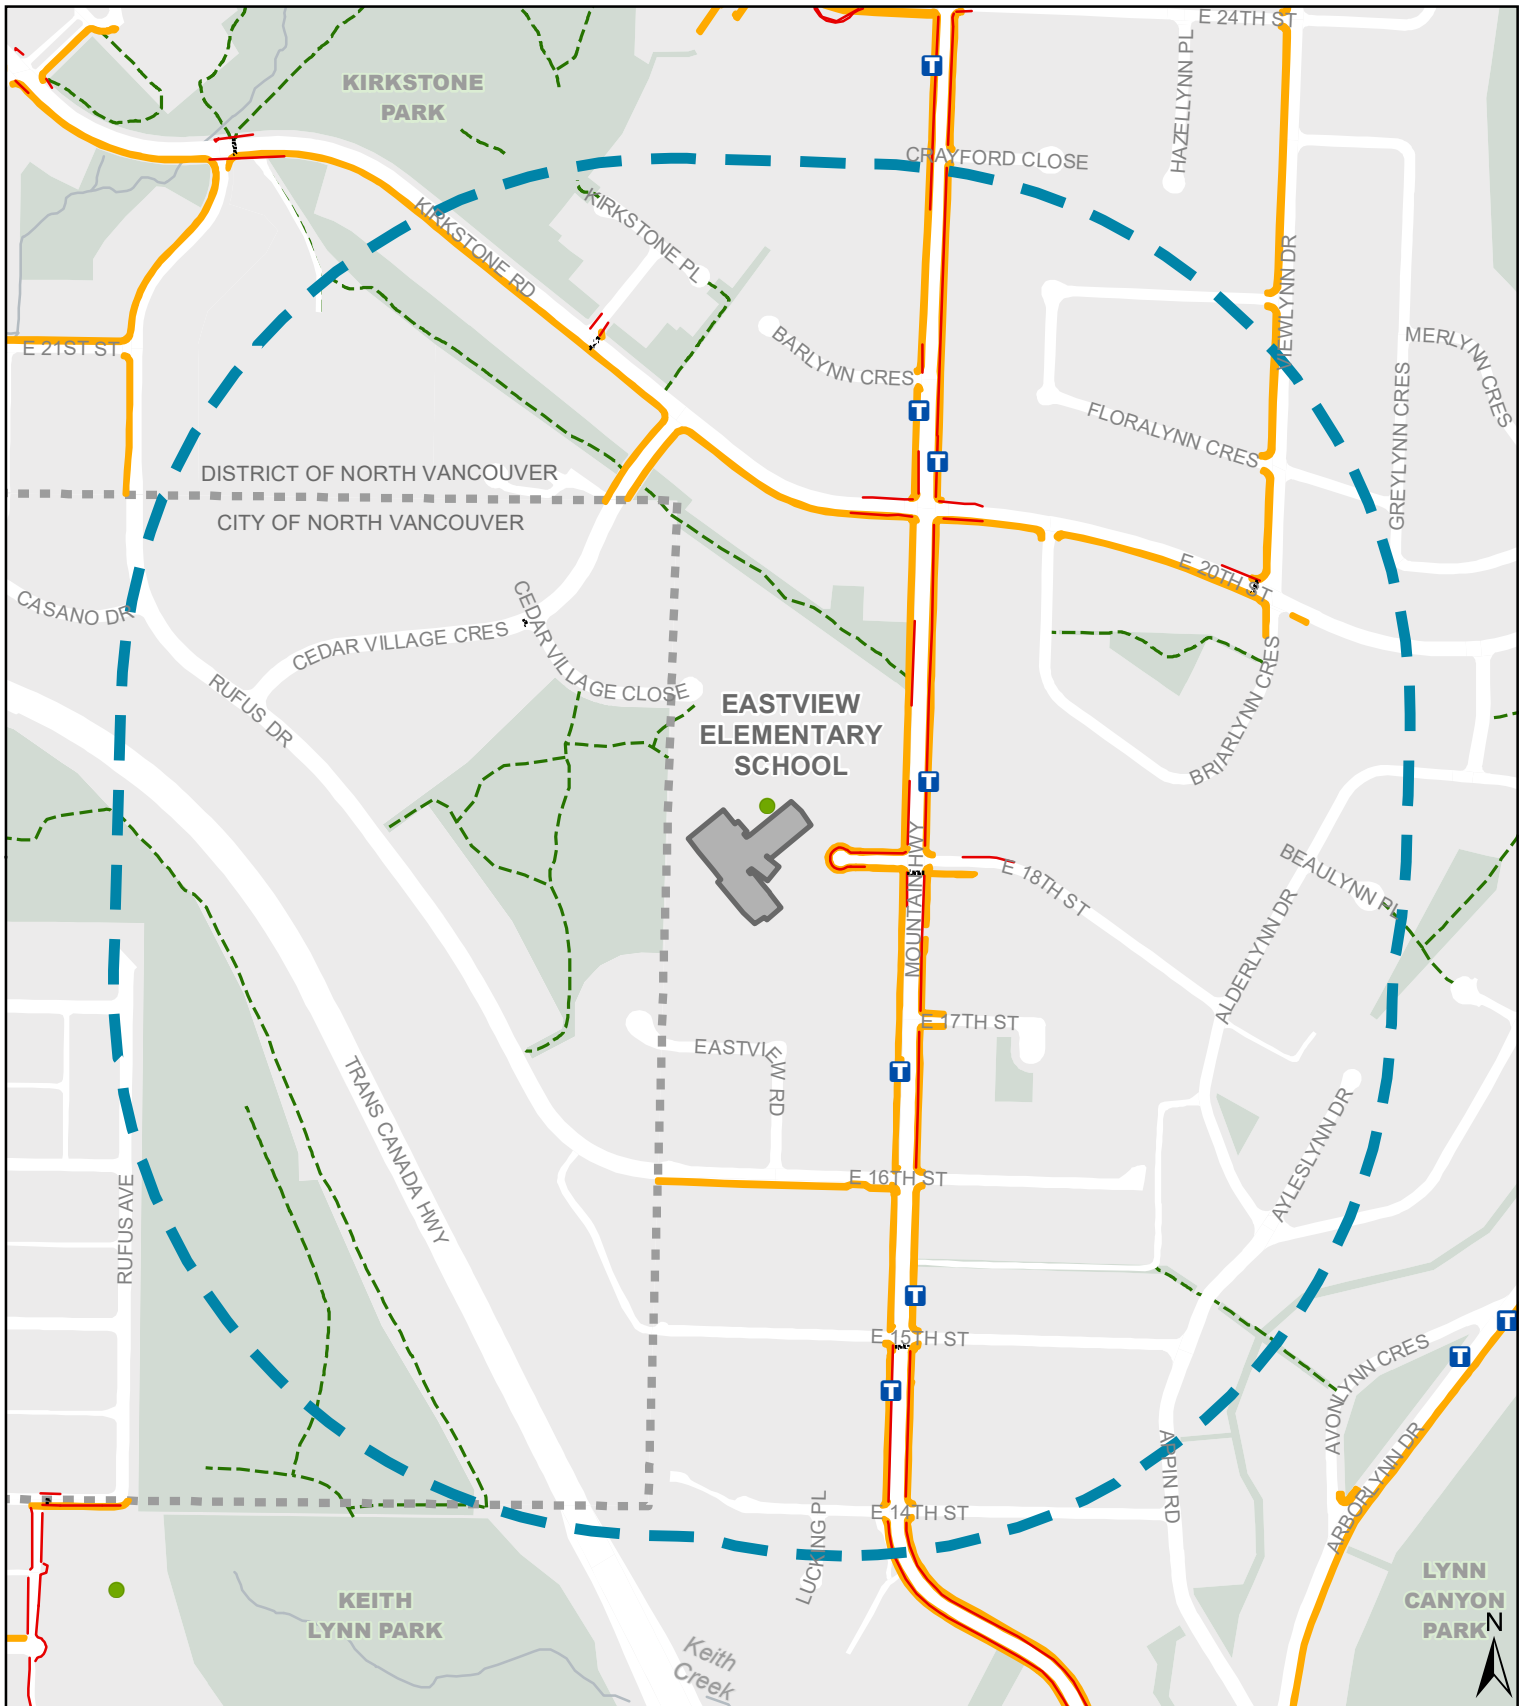 E 24TH ST
KIRKSTONE
PARK
T
HAZELLYNN PL
CRAYFORD CLOSE
KIRKSTONE PL
KIRKSTONE RD
VIEWLYNN DR
E 21ST ST
BARLYNN CRES
MERLYNN CRES
GREYLYNN CRES
T
FLORALYNN CRES
T
DISTRICT OF NORTH VANCOUVER
CITY OF NORTH VANCOUVER
E 20TH ST
CASANO DR
CEDAR VILLAGE CRES
CEDAR VILLAGE CLOSE
RUFUS DR
EASTVIEW
ELEMENTARY
SCHOOL
BRIARLYNN CRES
T
MOUNTAIN HWY
E 18TH ST
BEAULYNN PL
ALDERLYNN DR
E 17TH ST
EASTVIEW RD
T
TRANS CANADA HWY
AYLESLYNN DR
RUFUS AVE
E 16TH ST
T
T
E 15TH ST
T
AVONLYNN CRES
T
APPIN RD
ARBORLYNN DR
E 14TH ST
LUCKING PL
KEITH
LYNN PARK
LYNN
CANYON
PARK
N
Keith
Creek